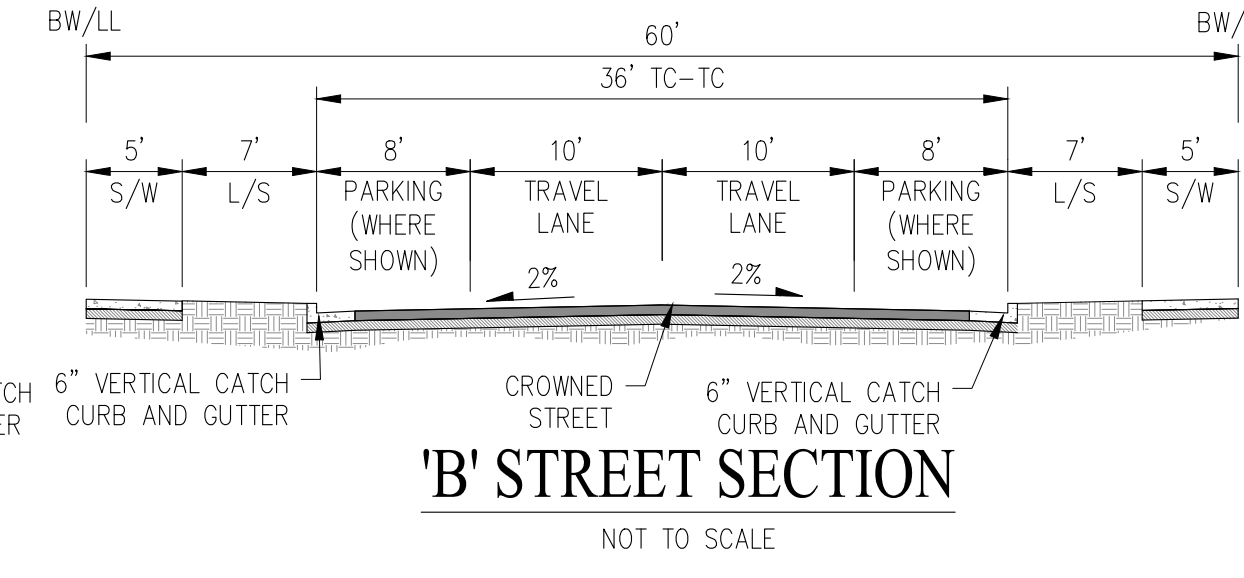 BW/LL
BW/
60'
36' TC-TC
5'
7'
8'
10'
10'
8'
7'
5'
S/W
L/S
PARKING
(WHERE
SHOWN)
TRAVEL
LANE
TRAVEL
LANE
PARKING
(WHERE
SHOWN)
L/S
S/W
2%
2%
TCH
ER
6" VERTICAL CATCH
CURB AND GUTTER
CROWNED
STREET
6" VERTICAL CATCH
CURB AND GUTTER
'B' STREET SECTION
NOT TO SCALE